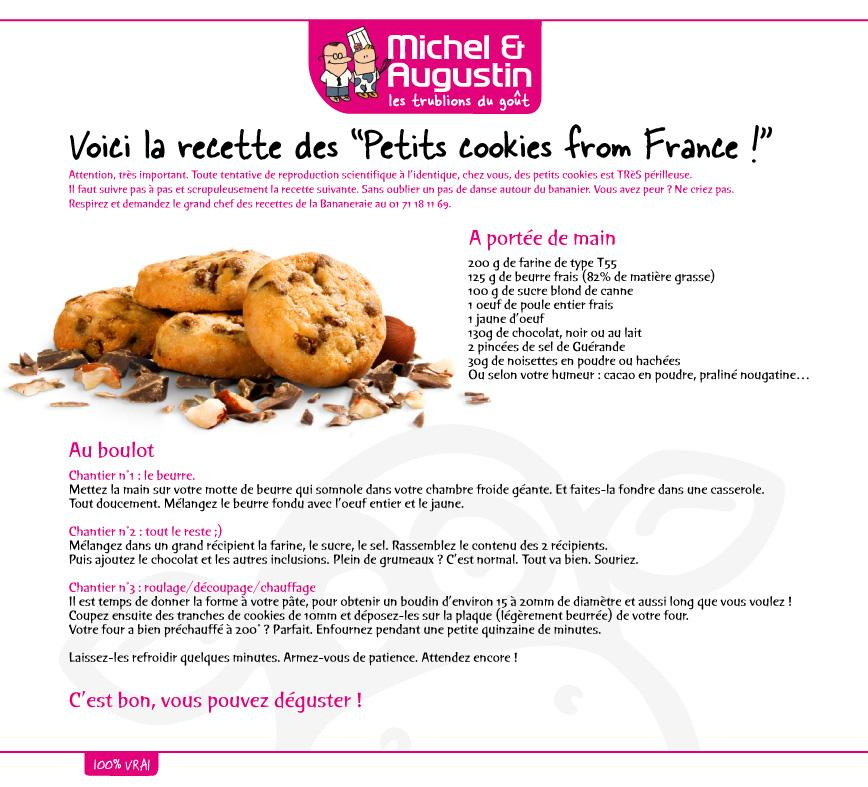 Michel &
Augustin
les trublions du goût
Voici la recette des "Petits cookies from France !"
Attention, très important. Toute tentative de reproduction scientifique à l'identique, chez vous, des petits cookies est TRèS périlleuse.
Il faut suivre pas à pas et scrupuleusement la recette suivante. Sans oublier un pas de danse autour du bananier. Vous avez peur ? Ne criez pas.
Respirez et demandez le grand chef des recettes de la Bananeraie au 01 71 18 11 69.
A portée de main
200 g de farine de type T55
125 g de beurre frais (82% de matière grasse)
100 g de sucre blond de canne
1 oeuf de poule entier frais
1 jaune d'oeuf
130g de chocolat, noir ou au lait
2 pincées de sel de Guérande
30g de noisettes en poudre ou hachées
Ou selon votre humeur : cacao en poudre, praliné nougatine...
Au boulot
Chantier n°1 : le beurre.
Mettez la main sur votre motte de beurre qui somnole dans votre chambre froide géante. Et faites-la fondre dans une casserole.
Tout doucement. Mélangez le beurre fondu avec l'oeuf entier et le jaune.
Chantier n°2 : tout le reste ;)
Mélangez dans un grand récipient la farine, le sucre, le sel. Rassemblez le contenu des 2 récipients.
Puis ajoutez le chocolat et les autres inclusions. Plein de grumeaux ? C'est normal. Tout va bien. Souriez.
Chantier n°3 : roulage/découpage/chauffage
Il est temps de donner la forme à votre pâte, pour obtenir un boudin d'environ 15 à 20mm de diamètre et aussi long que vous voulez !
Coupez ensuite des tranches de cookies de 10mm et déposez-les sur la plaque (légèrement beurrée) de votre four.
Votre four a bien préchauffé à 200° ? Parfait. Enfournez pendant une petite quinzaine de minutes.
Laissez-les refroidir quelques minutes. Armez-vous de patience. Attendez encore !
C'est bon, vous pouvez déguster !
100% VRAI